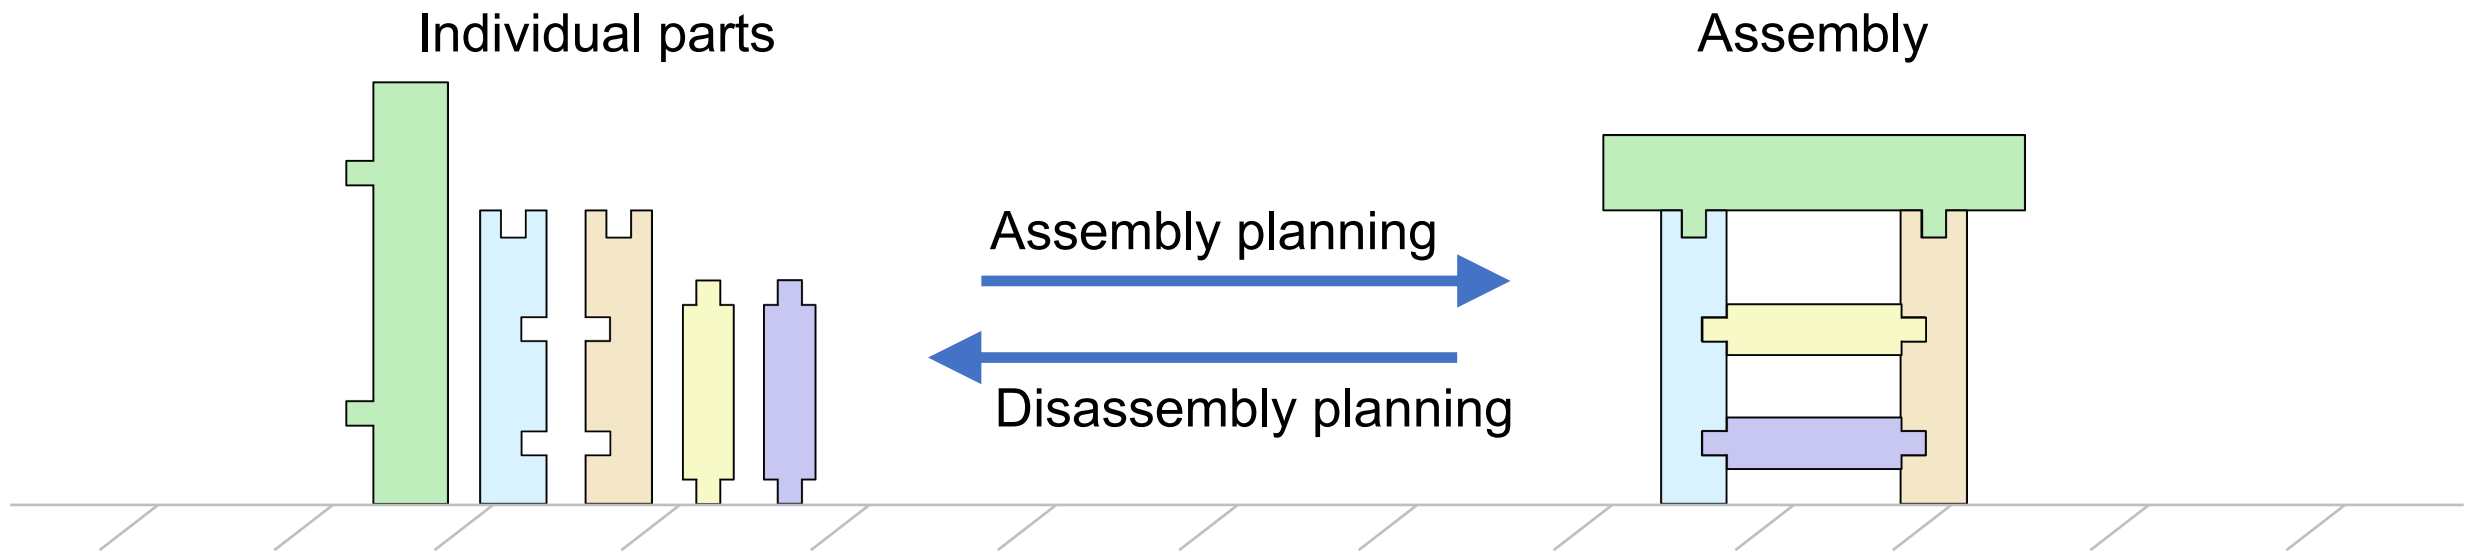 Individual parts
Assembly
Assembly planning
Disassembly planning